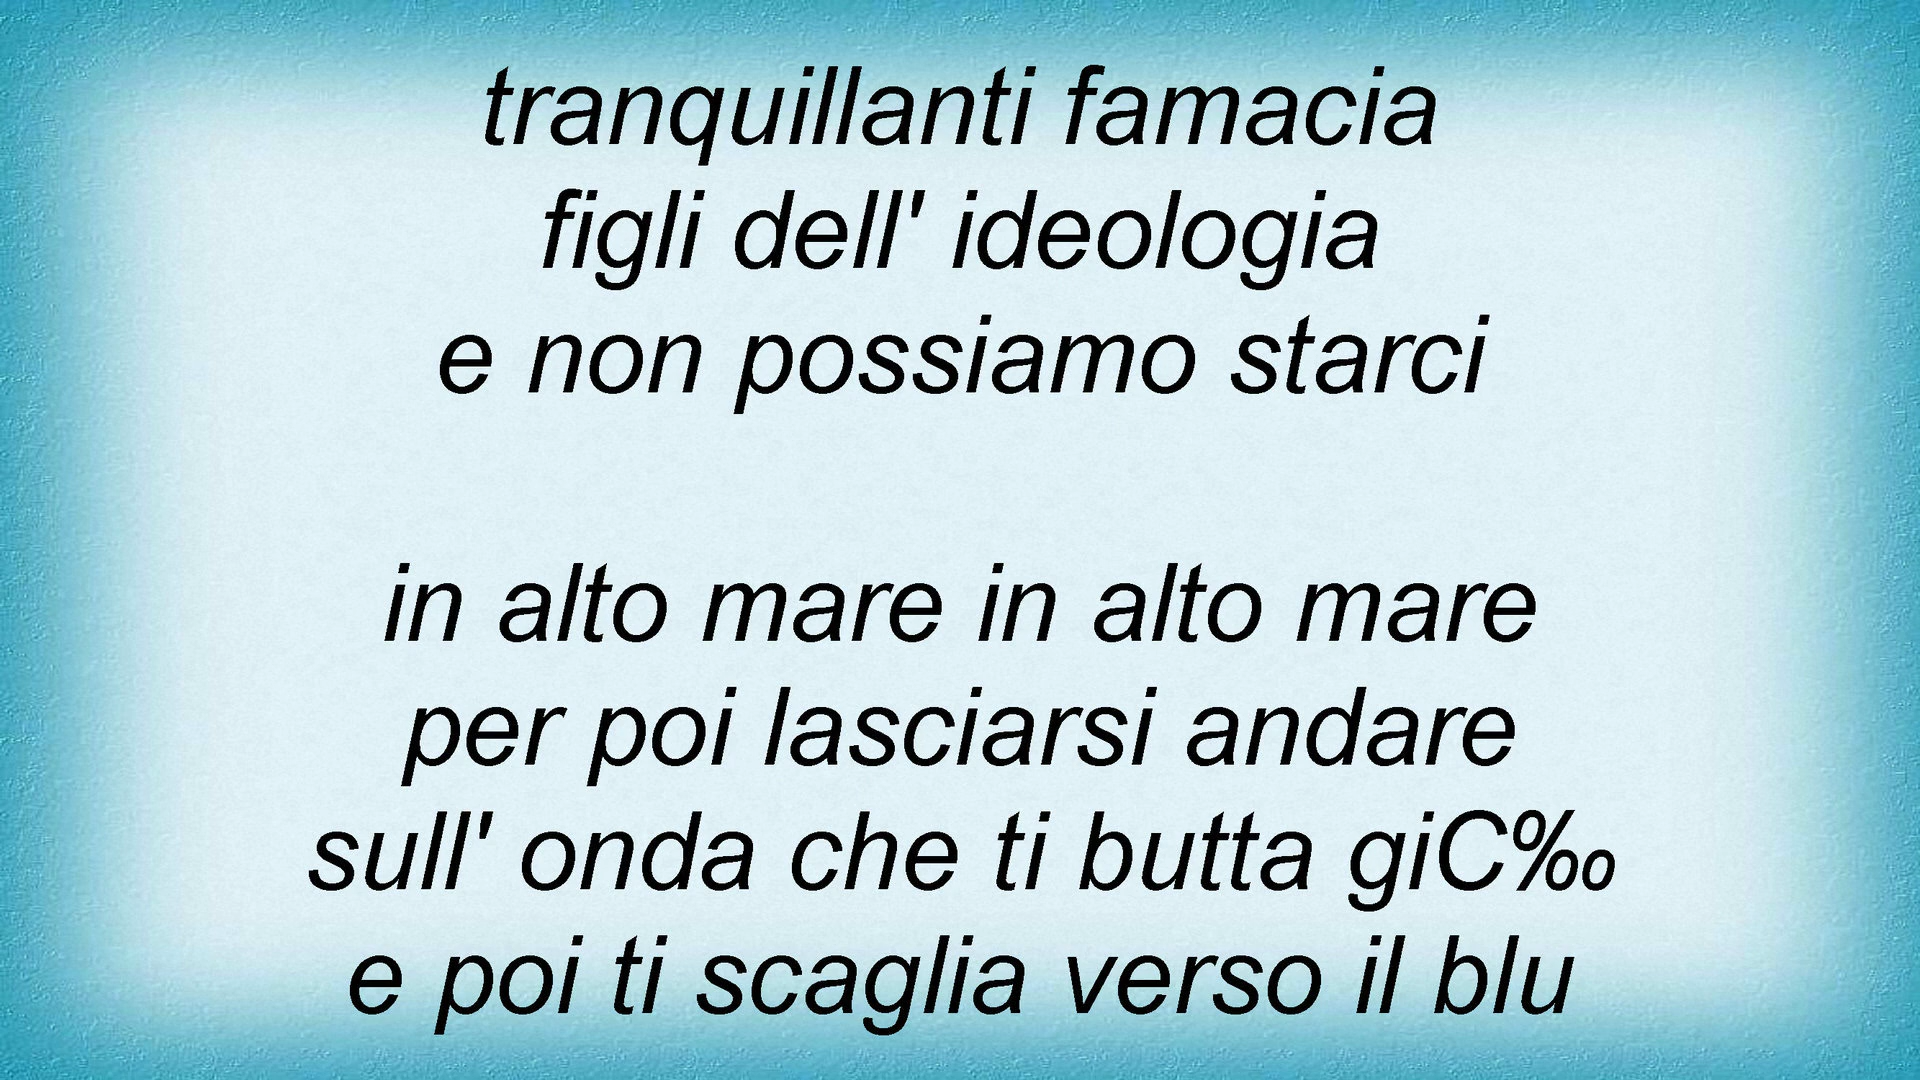 tranquillanti famacia
figli dell' ideologia
e non possiamo starci
in alto mare in alto mare
per poi lasciarsi andare
sull' onda che ti butta giC‰
e poi ti scaglia verso il blu